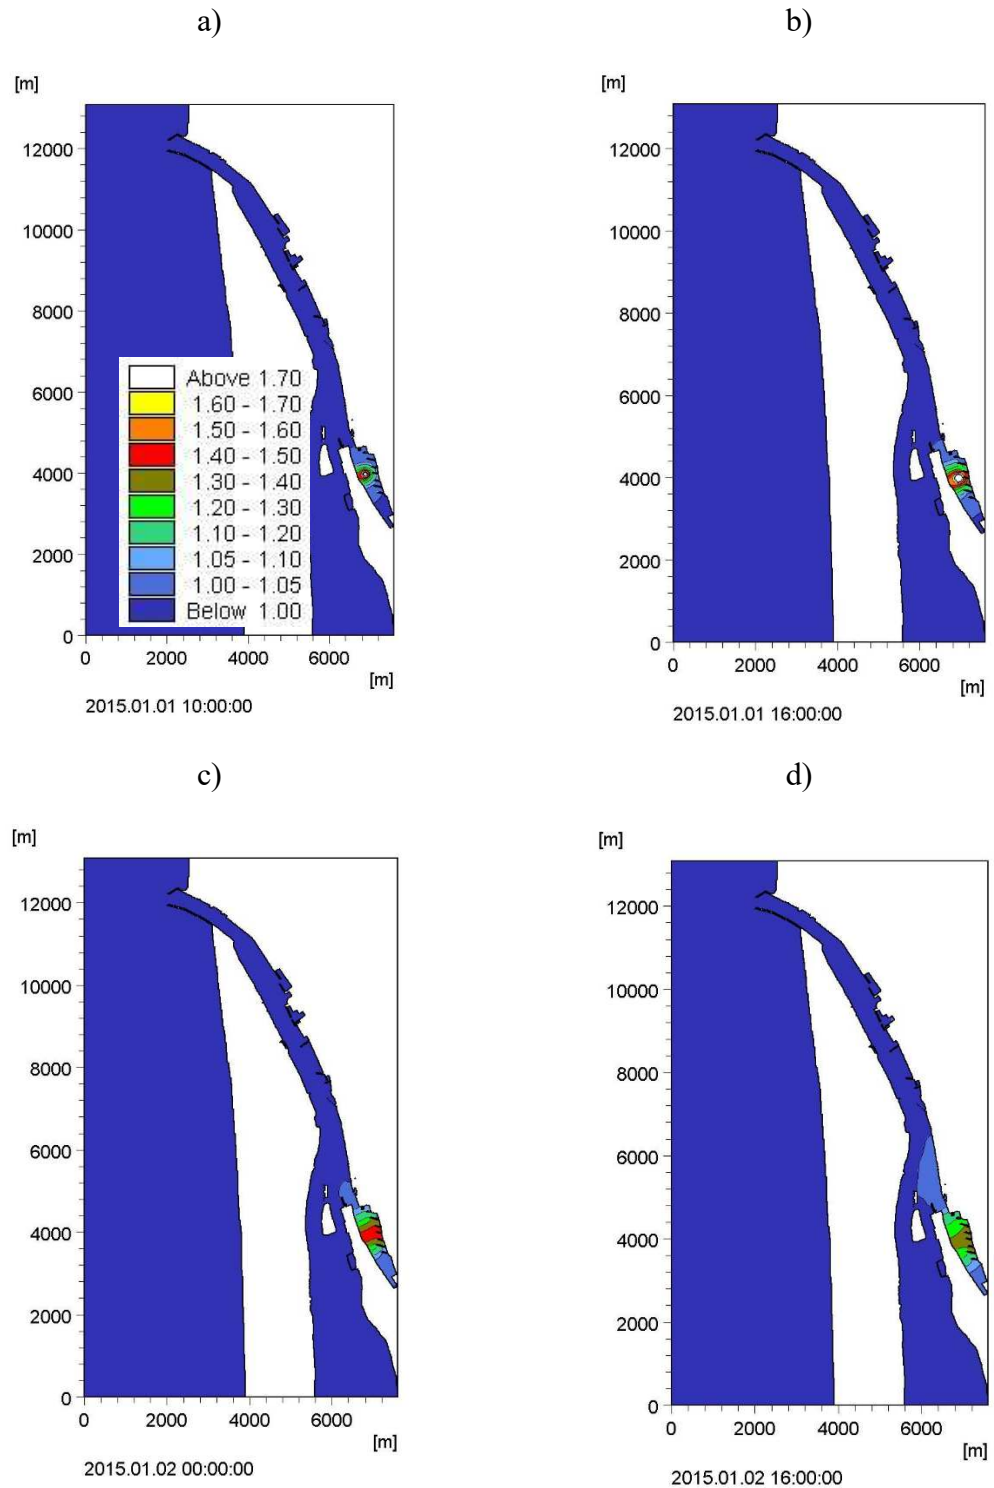 a)
[m]
12000
10000
8000
6000
4000
2000
0
0 2000 4000 6000
[m]
2015.01.01 10:00:00
Above 1.70
1.60 - 1.70
1.50 - 1.60
1.40 - 1.50
1.30 - 1.40
1.20 - 1.30
1.10 - 1.20
1.05 - 1.10
1.00 - 1.05
Below 1.00
b)
[m]
12000
10000
8000
6000
4000
2000
0
0 2000 4000 6000
[m]
2015.01.01 16:00:00
c)
[m]
12000
10000
8000
6000
4000
2000
0
0 2000 4000 6000
[m]
2015.01.02 00:00:00
d)
[m]
12000
10000
8000
6000
4000
2000
0
0 2000 4000 6000
[m]
2015.01.02 16:00:00